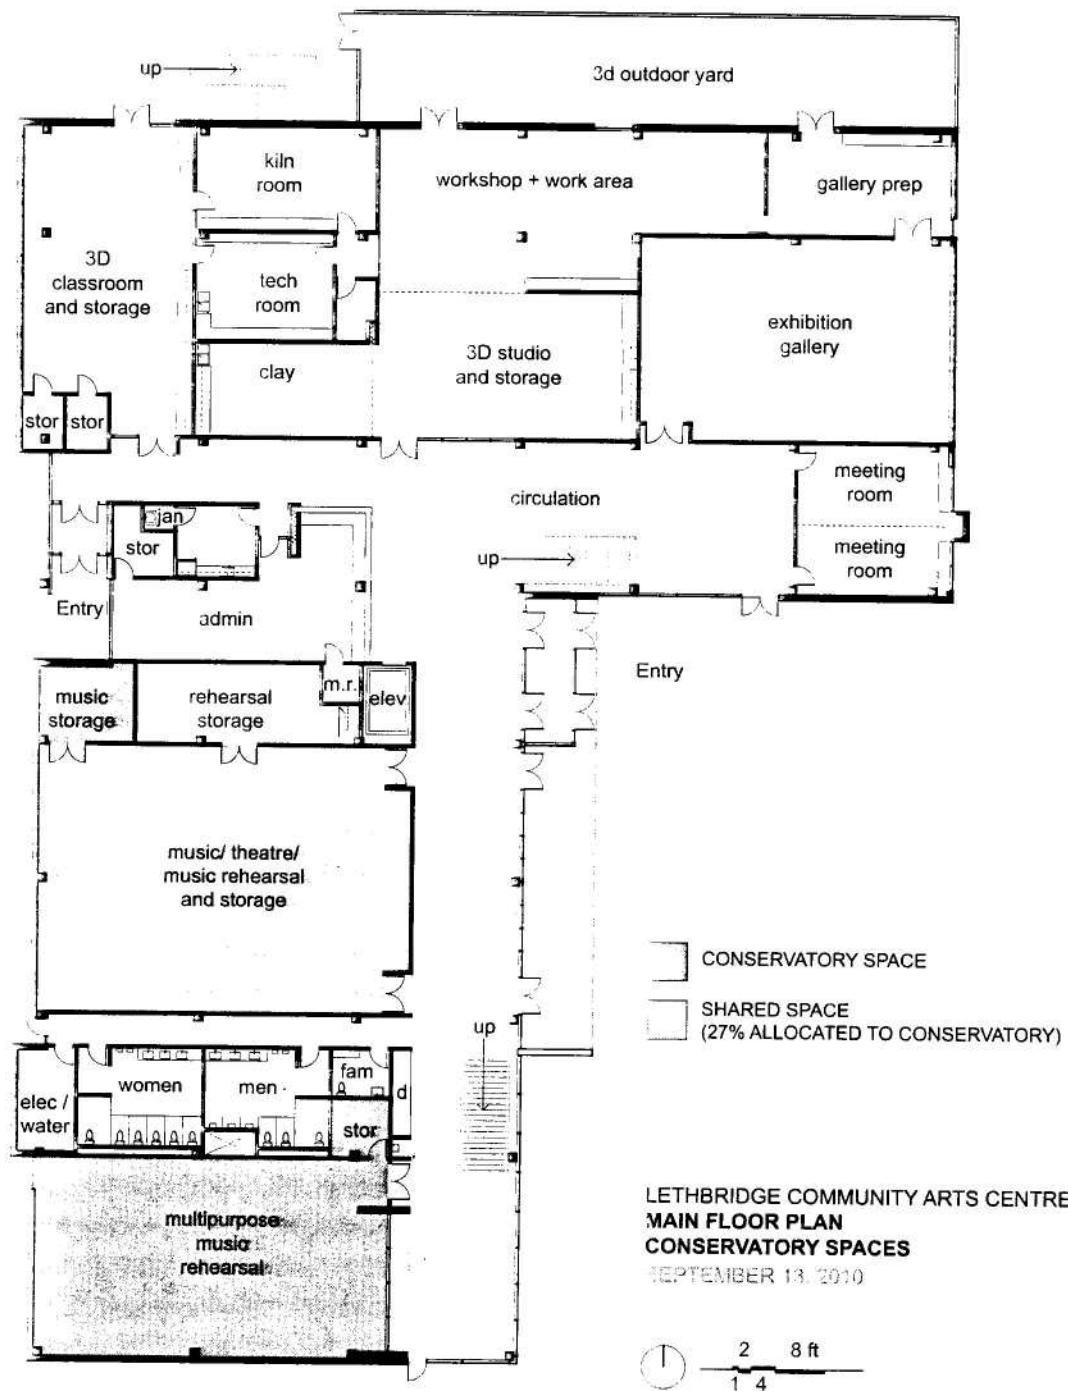 3d outdoor yard
up
kiln
room
workshop + work area
gallery prep
3D
classroom
and storage
tech
room
exhibition
gallery
clay
3D studio
and storage
stor
stor
circulation
meeting
room
jan
stor
up
meeting
room
Entry
admin
Entry
music
storage
rehearsal
storage
m.r.
elev
music/ theatre/
music rehearsal
and storage
CONSERVATORY SPACE
SHARED SPACE
(27% ALLOCATED TO CONSERVATORY)
up
women
men
fam
d
elec /
water
stor
multipurpose
music
rehearsal
LETHBRIDGE COMMUNITY ARTS CENTRE
MAIN FLOOR PLAN
CONSERVATORY SPACES
SEPTEMBER 13, 2010
2 8 ft
1 4